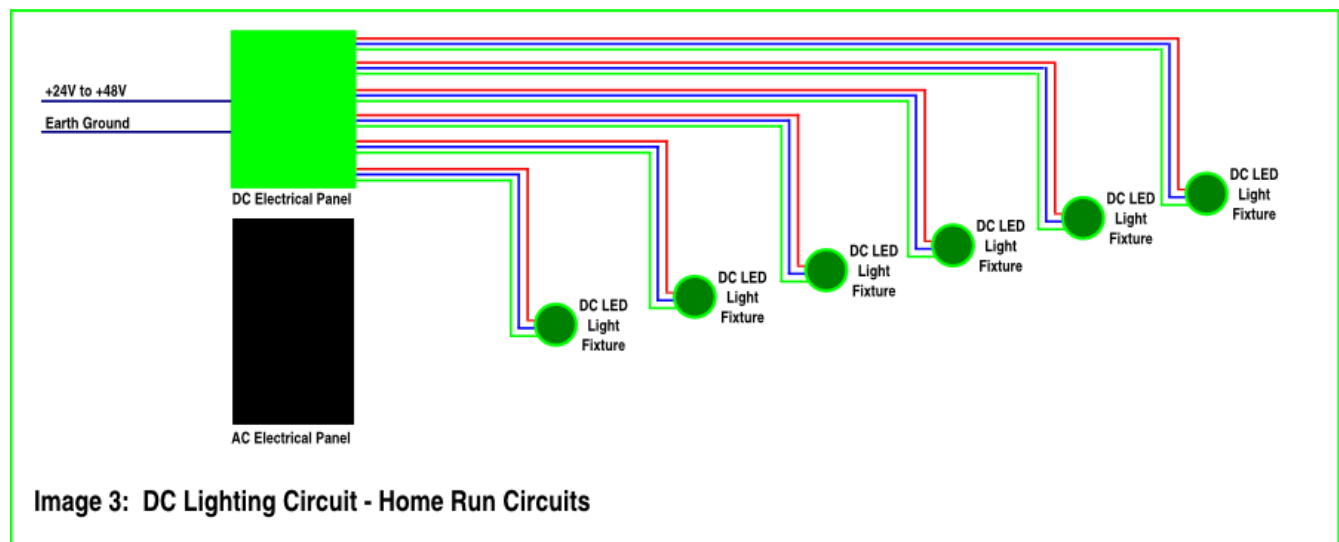 +24V to +48V
Earth Ground
DC Electrical Panel
AC Electrical Panel
DC LED
Light
Fixture
DC LED
Light
Fixture
DC LED
Light
Fixture
DC LED
Light
Fixture
DC LED
Light
Fixture
DC LED
Light
Fixture
Image 3: DC Lighting Circuit - Home Run Circuits